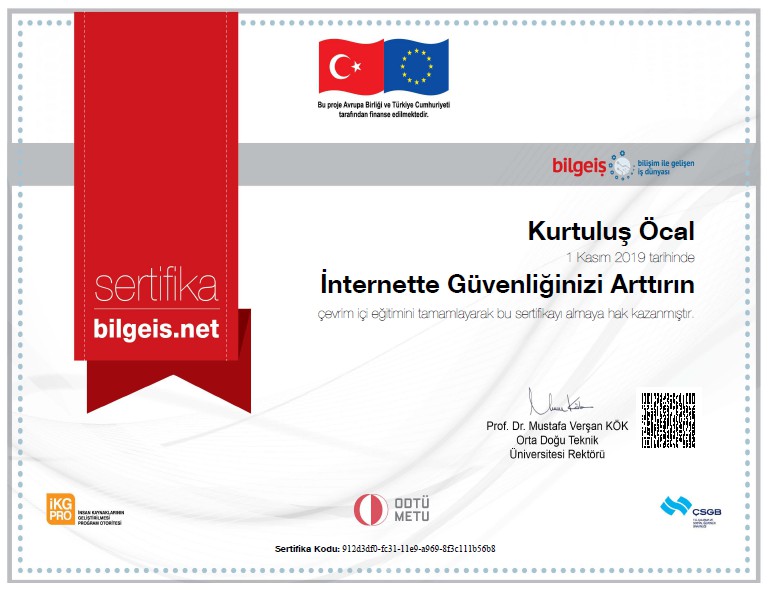 Bu proje Avrupa Birliği ve Türkiye Cumhuriyeti
tarafından finanse edilmektedir.
bilgeiş
bilişim ile gelişen
iş dünyası
Kurtuluş Öcal
1 Kasım 2019 tarihinde
İnternette Güvenliğinizi Arttırın
çevrim içi eğitimini tamamlayarak bu sertifikayı almaya hak kazanmıştır.
sertifika
bilgeis.net
Prof. Dr. Mustafa Verşan KÖK
Orta Doğu Teknik
Üniversitesi Rektörü
iKG
PRO
İNSAN KAYNAKLARININ
GELİŞTİRİLMESİ
PROGRAM OTORİTESİ
ODTÜ
METU
ÇSGB
Sertifika Kodu: 912d3df0-fc31-11e9-a969-8f3c111b56b8